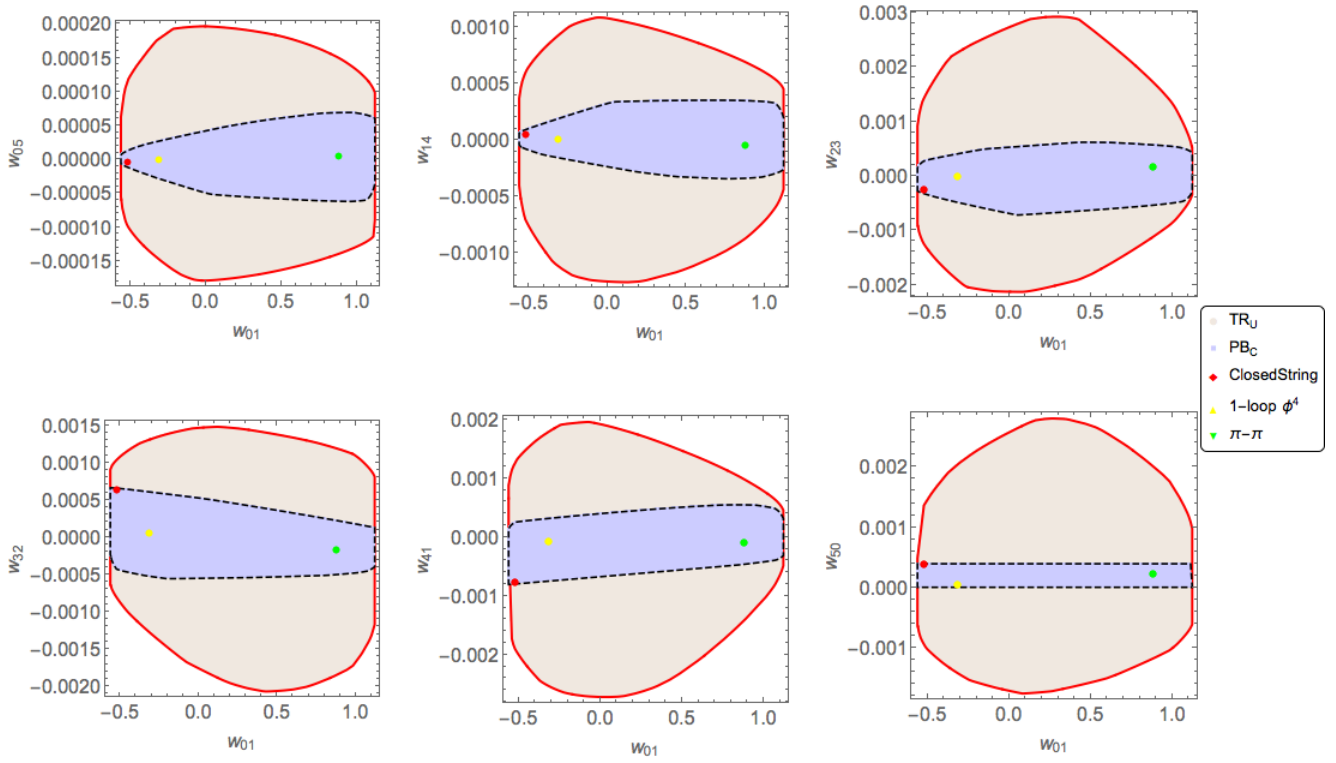 0.00020
0.00015
0.00010
0.00005
0.00000
−0.00005
−0.00010
−0.00015
w05
−0.5 0.0 0.5 1.0
w01
0.0010
0.0005
0.0000
−0.0005
−0.0010
w14
−0.5 0.0 0.5 1.0
w01
0.003
0.002
0.001
0.000
−0.001
−0.002
w23
−0.5 0.0 0.5 1.0
w01
TRU
PBC
ClosedString
1−loop ϕ⁴
π−π
0.0015
0.0010
0.0005
0.0000
−0.0005
−0.0010
−0.0015
−0.0020
w32
−0.5 0.0 0.5 1.0
w01
0.002
0.001
0.000
−0.001
−0.002
w41
−0.5 0.0 0.5 1.0
w01
0.002
0.001
0.000
−0.001
w50
−0.5 0.0 0.5 1.0
w01